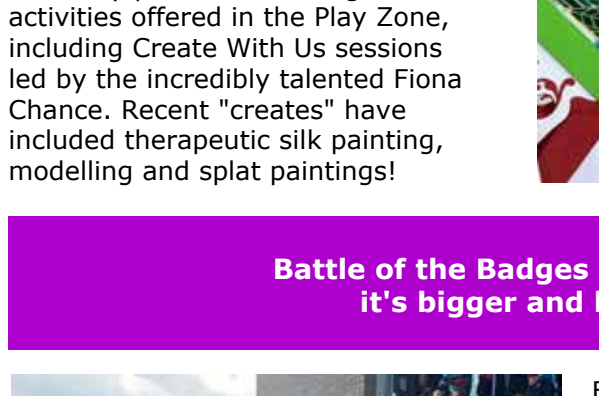 activities offered in the Play Zone,
including Create With Us sessions
led by the incredibly talented Fiona
Chance. Recent "creates" have
included therapeutic silk painting,
modelling and splat paintings!
Battle of the Badges
it's bigger and